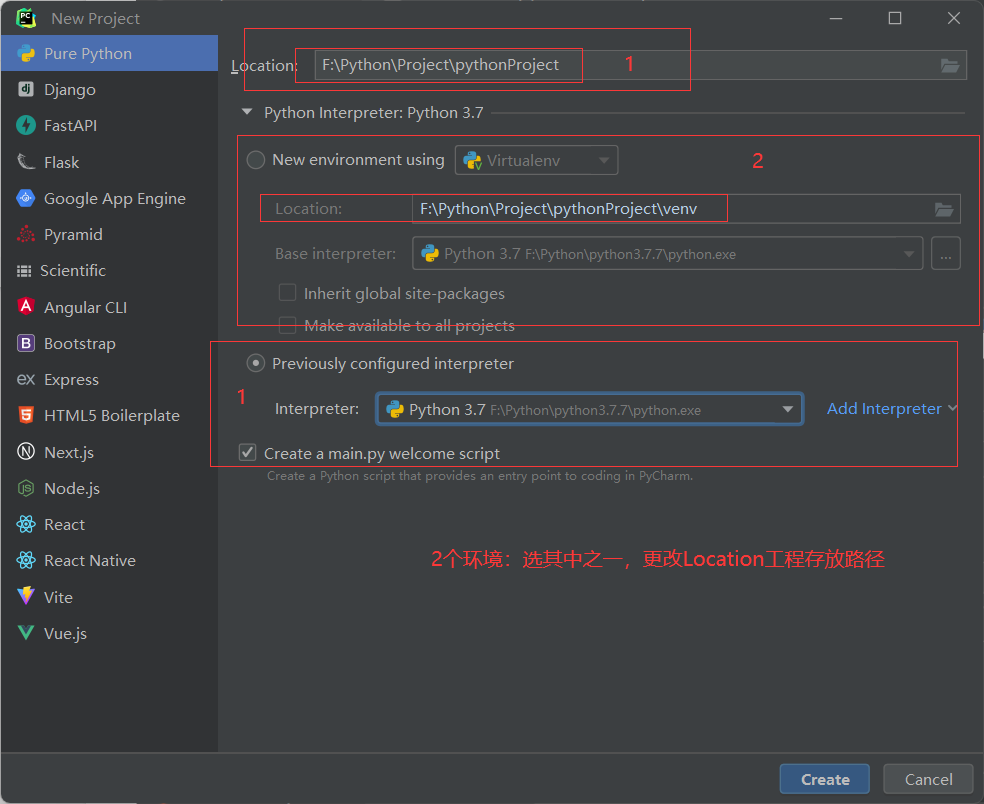 New Project
Pure Python
Django
FastAPI
Flask
Google App Engine
Pyramid
Scientific
Angular CLI
Bootstrap
Express
HTML5 Boilerplate
Next.js
Node.js
React
React Native
Vite
Vue.js
Location: F:\Python\Project\pythonProject 1
Python Interpreter: Python 3.7
New environment using Virtualenv 2
Location: F:\Python\Project\pythonProject\venv
Base interpreter: Python 3.7 F:\Python\python3.7.7\python.exe ...
Inherit global site-packages
Make available to all projects
Previously configured interpreter
1 Interpreter: Python 3.7 F:\Python\python3.7.7\python.exe Add Interpreter
Create a main.py welcome script
Create a Python script that provides an entry point to coding in PyCharm.
2个环境：选其中之一，更改Location工程存放路径
Create Cancel